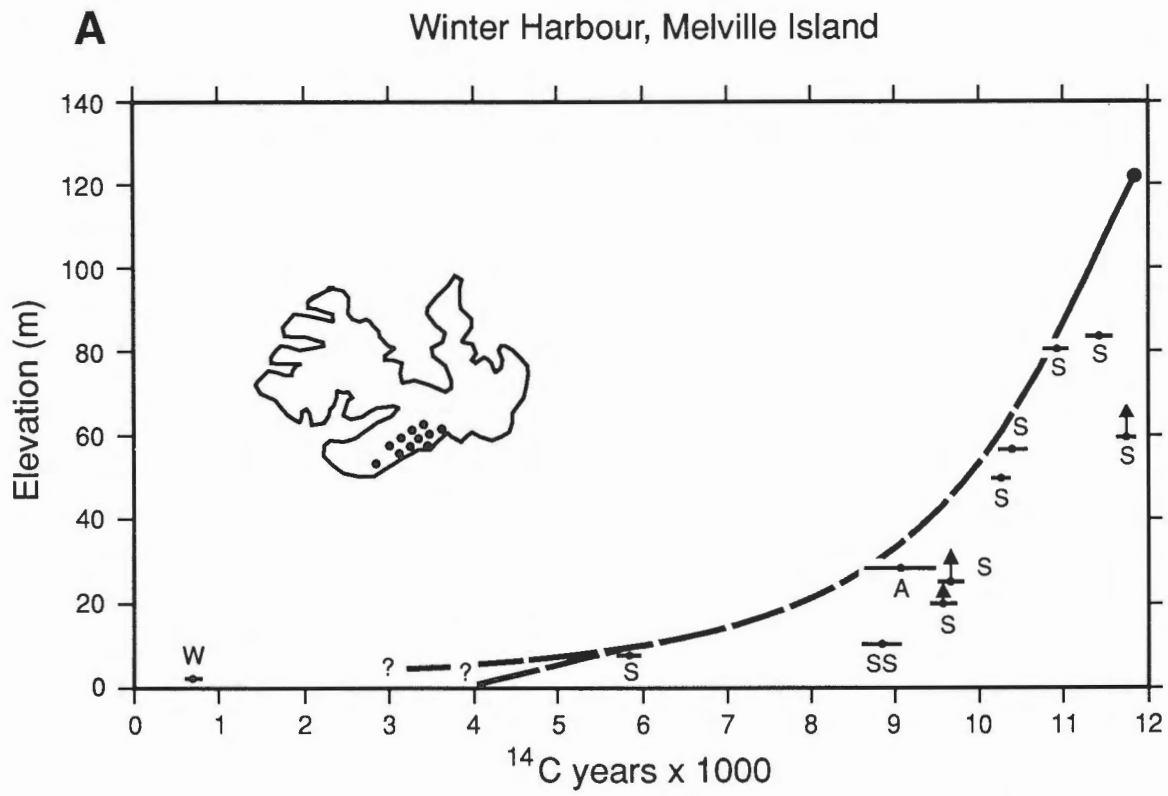 A
Winter Harbour, Melville Island
Elevation (m)
140
120
100
80
60
40
20
0
S S
S
S
S
S
A
S
S
SS
W
? ?
S
0 1 2 3 4 5 6 7 8 9 10 11 12
¹⁴C years x 1000